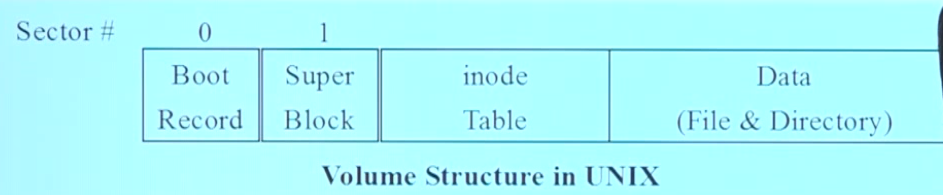 Sector # 0 1
Boot Super inode Data
Record Block Table (File & Directory)
Volume Structure in UNIX